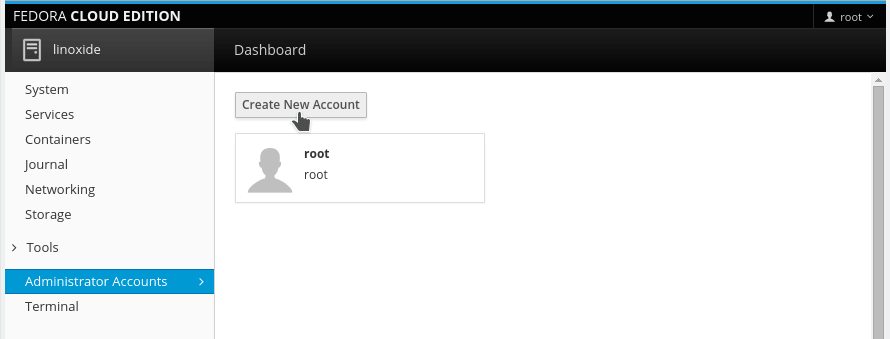 FEDORA CLOUD EDITION
root
linoxide
Dashboard
System
Services
Containers
Journal
Networking
Storage
Tools
Administrator Accounts
Terminal
Create New Account
root
root